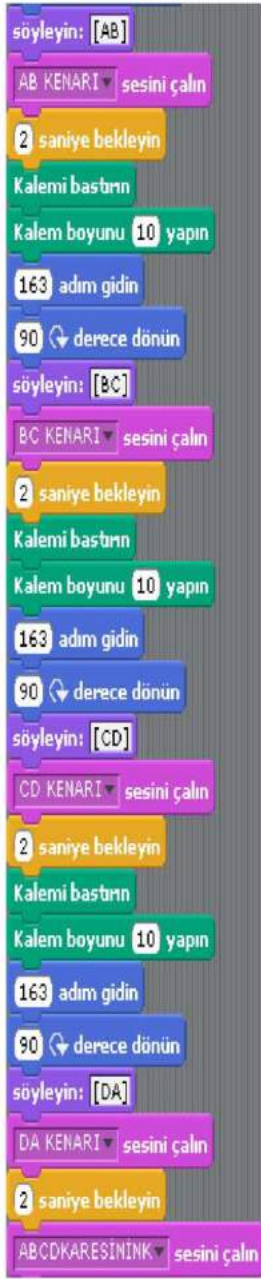 söyleyin: [AB]
AB KENARI sesini çalın
2 saniye bekleyin
Kalemi bastırın
Kalem boyunu 10 yapın
163 adım gidin
90 derece dönün
söyleyin: [BC]
BC KENARI sesini çalın
2 saniye bekleyin
Kalemi bastırın
Kalem boyunu 10 yapın
163 adım gidin
90 derece dönün
söyleyin: [CD]
CD KENARI sesini çalın
2 saniye bekleyin
Kalemi bastırın
Kalem boyunu 10 yapın
163 adım gidin
90 derece dönün
söyleyin: [DA]
DA KENARI sesini çalın
2 saniye bekleyin
ABCDKARESİNİNK sesini çalın